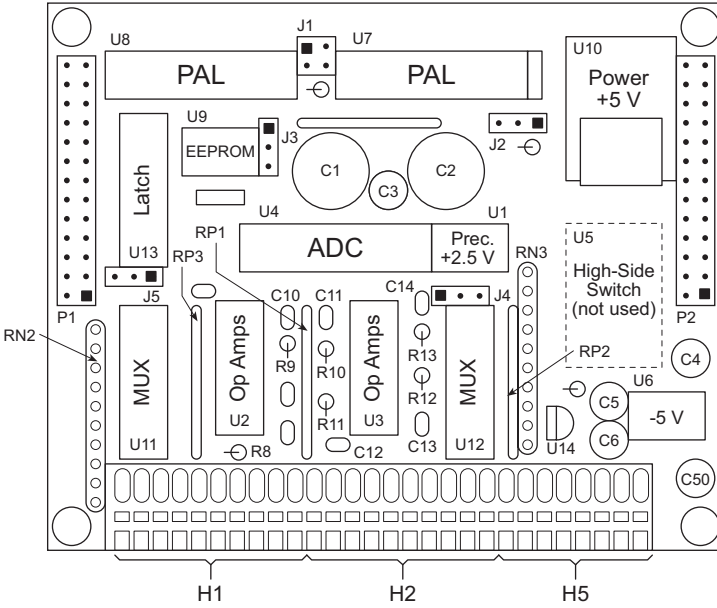 J1
U8
U7
U10
PAL
PAL
Power
+5 V
U9
J3
J2
EEPROM
C1
C2
C3
Latch
U4
U1
U5
RP1
ADC
Prec.
+2.5 V
RN3
High-Side
Switch
(not used)
U13
RP3
J5
C10
C11
C14
J4
P1
P2
RN2
RP2
MUX
Op Amps
R9
R10
Op Amps
R13
R12
MUX
C4
U6
C5
-5 V
R11
U11
U2
R8
U3
C12
C13
U12
U14
C6
C50
H1
H2
H5